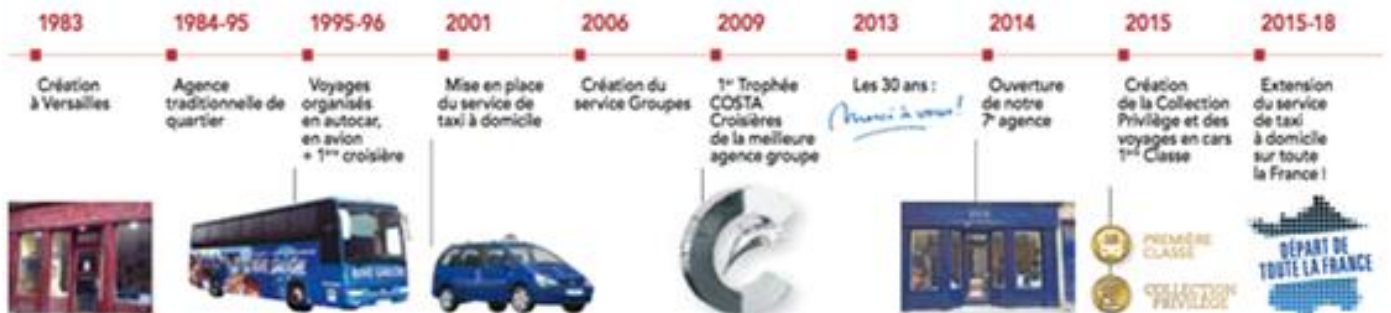 1983
Création
à Versailles
1984-95
Agence
traditionnelle de
quartier
1995-96
Voyages
organisés
en autocar,
en avion
+ 1ère croisière
2001
Mise en place
du service de
taxi à domicile
2006
Création du
service Groupes
2009
1er Trophée
COSTA
Croisières
de la meilleure
agence groupe
2013
Les 30 ans :
Merci à vous !
2014
Ouverture
de notre
7e agence
2015
Création
de la Collection
Privilège et des
voyages en cars
1ère Classe
2015-18
Extension
du service
de taxi
à domicile
sur toute
la France !
PREMIÈRE
CLASSE
COLLECTION
PRIVILÈGE
DÉPART DE
TOUTE LA FRANCE